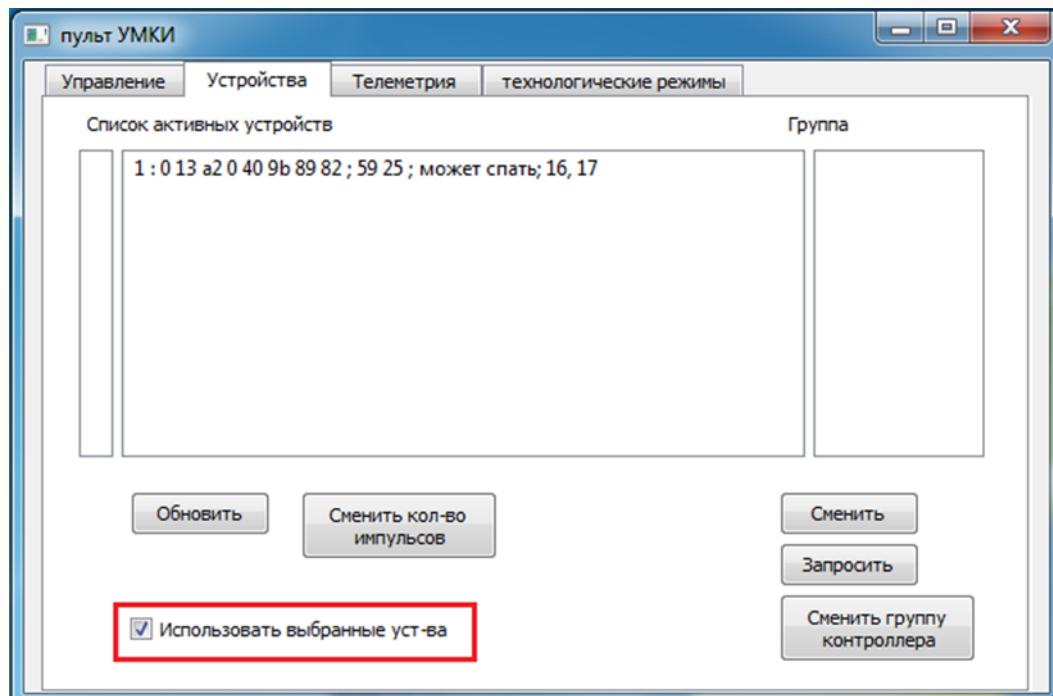 пульт УМКИ
Управление Устройства Телеметрия технологические режимы
Список активных устройств Группа
1 : 0 13 a2 0 40 9b 89 82 ; 59 25 ; может спать; 16, 17
Обновить
Сменить кол-во
импульсов
Сменить
Запросить
Использовать выбранные уст-ва
Сменить группу
контроллера